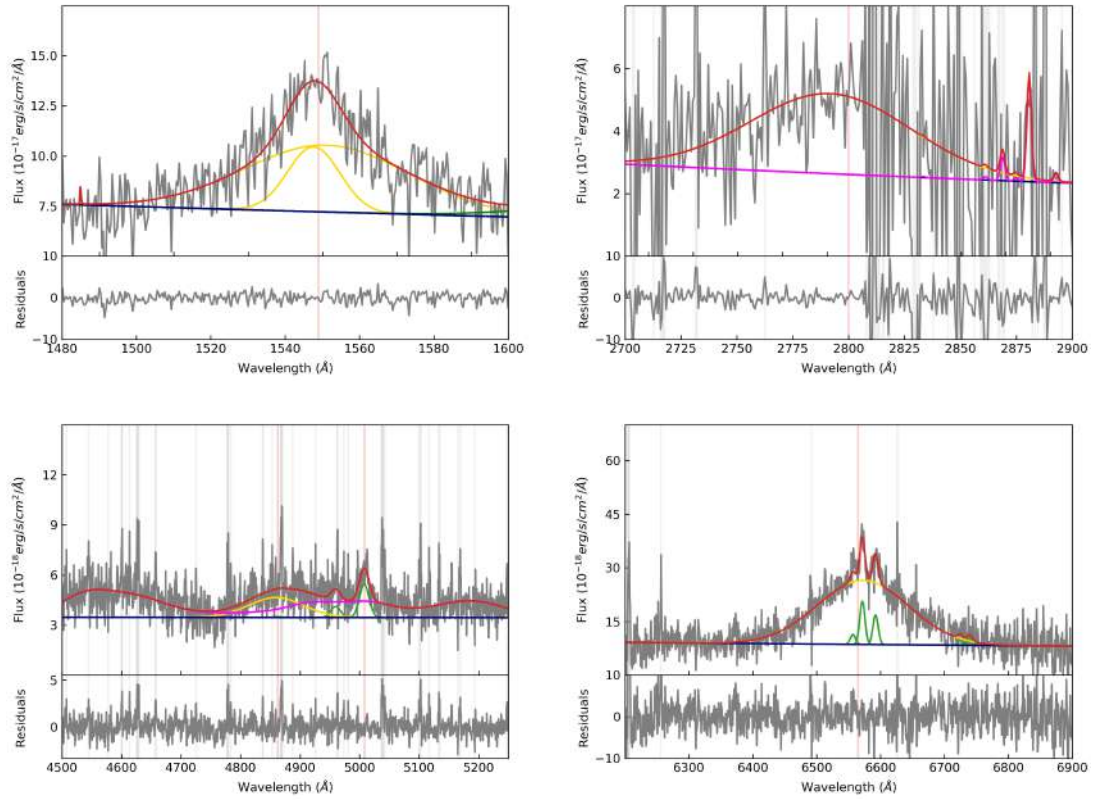 15.0
12.5
10.0
7.5
Flux (10⁻¹⁷erg/s/cm²/Å)
10
0
−10
Residuals
1480 1500 1520 1540 1560 1580 1600
Wavelength (Å)
6
4
2
Flux (10⁻¹⁷erg/s/cm²/Å)
10
0
−10
Residuals
2700 2725 2750 2775 2800 2825 2850 2875 2900
Wavelength (Å)
12
9
6
3
Flux (10⁻¹⁸erg/s/cm²/Å)
5
0
Residuals
4500 4600 4700 4800 4900 5000 5100 5200
Wavelength (Å)
60
45
30
15
Flux (10⁻¹⁸erg/s/cm²/Å)
10
0
−10
Residuals
6300 6400 6500 6600 6700 6800 6900
Wavelength (Å)